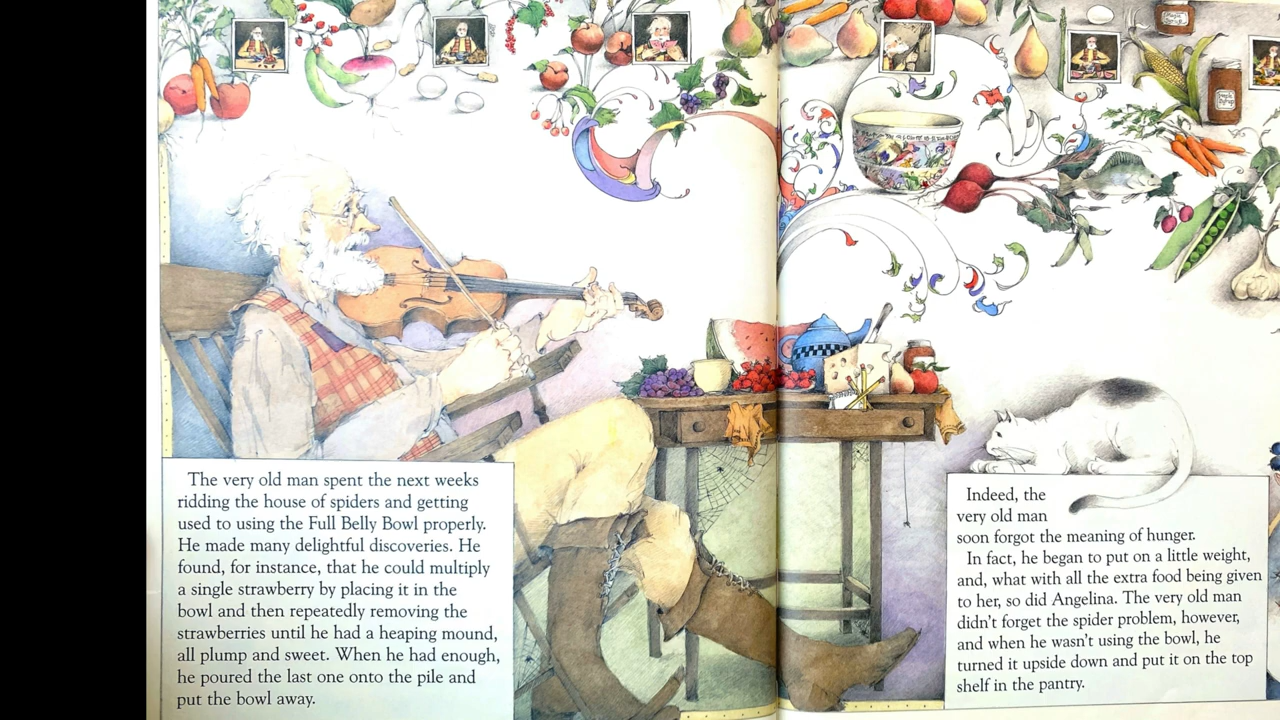 The very old man spent the next weeks
ridding the house of spiders and getting
used to using the Full Belly Bowl properly.
He made many delightful discoveries. He
found, for instance, that he could multiply
a single strawberry by placing it in the
bowl and then repeatedly removing the
strawberries until he had a heaping mound,
all plump and sweet. When he had enough,
he poured the last one onto the pile and
put the bowl away.
Indeed, the
very old man
soon forgot the meaning of hunger.
In fact, he began to put on a little weight,
and, what with all the extra food being given
to her, so did Angelina. The very old man
didn't forget the spider problem, however,
and when he wasn't using the bowl, he
turned it upside down and put it on the top
shelf in the pantry.